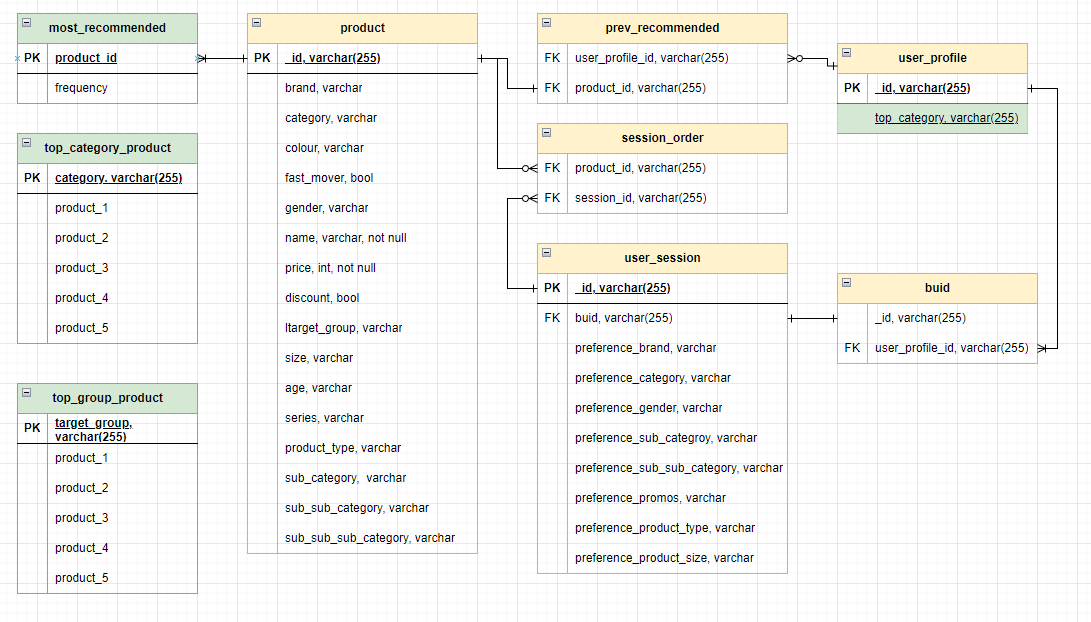 most_recommended
PK product_id
frequency
top_category_product
PK category. varchar(255)
product_1
product_2
product_3
product_4
product_5
top_group_product
PK target_group,
varchar(255)
product_1
product_2
product_3
product_4
product_5
product
PK _id, varchar(255)
brand, varchar
category, varchar
colour, varchar
fast_mover, bool
gender, varchar
name, varchar, not null
price, int, not null
discount, bool
ltarget_group, varchar
size, varchar
age, varchar
series, varchar
product_type, varchar
sub_category, varchar
sub_sub_category, varchar
sub_sub_sub_category, varchar
prev_recommended
FK user_profile_id, varchar(255)
FK product_id, varchar(255)
session_order
FK product_id, varchar(255)
FK session_id, varchar(255)
user_session
PK _id, varchar(255)
FK buid, varchar(255)
preference_brand, varchar
preference_category, varchar
preference_gender, varchar
preference_sub_categroy, varchar
preference_sub_sub_category, varchar
preference_promos, varchar
preference_product_type, varchar
preference_product_size, varchar
user_profile
PK _id, varchar(255)
top_category, varchar(255)
buid
_id, varchar(255)
FK user_profile_id, varchar(255)